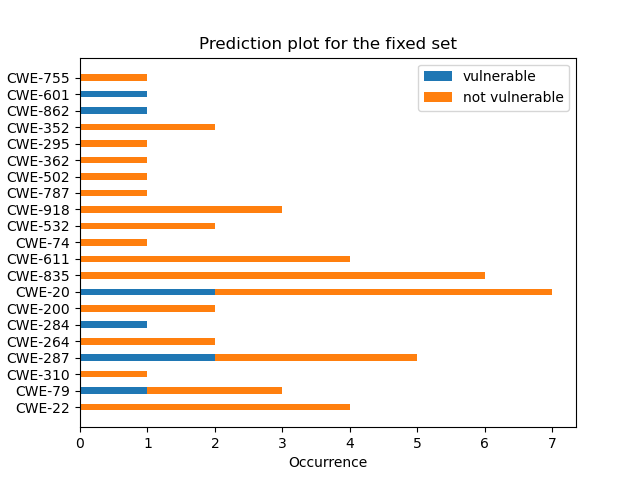 Prediction plot for the fixed set
vulnerable
not vulnerable
CWE-755
CWE-601
CWE-862
CWE-352
CWE-295
CWE-362
CWE-502
CWE-787
CWE-918
CWE-532
CWE-74
CWE-611
CWE-835
CWE-20
CWE-200
CWE-284
CWE-264
CWE-287
CWE-310
CWE-79
CWE-22
0 1 2 3 4 5 6 7
Occurrence